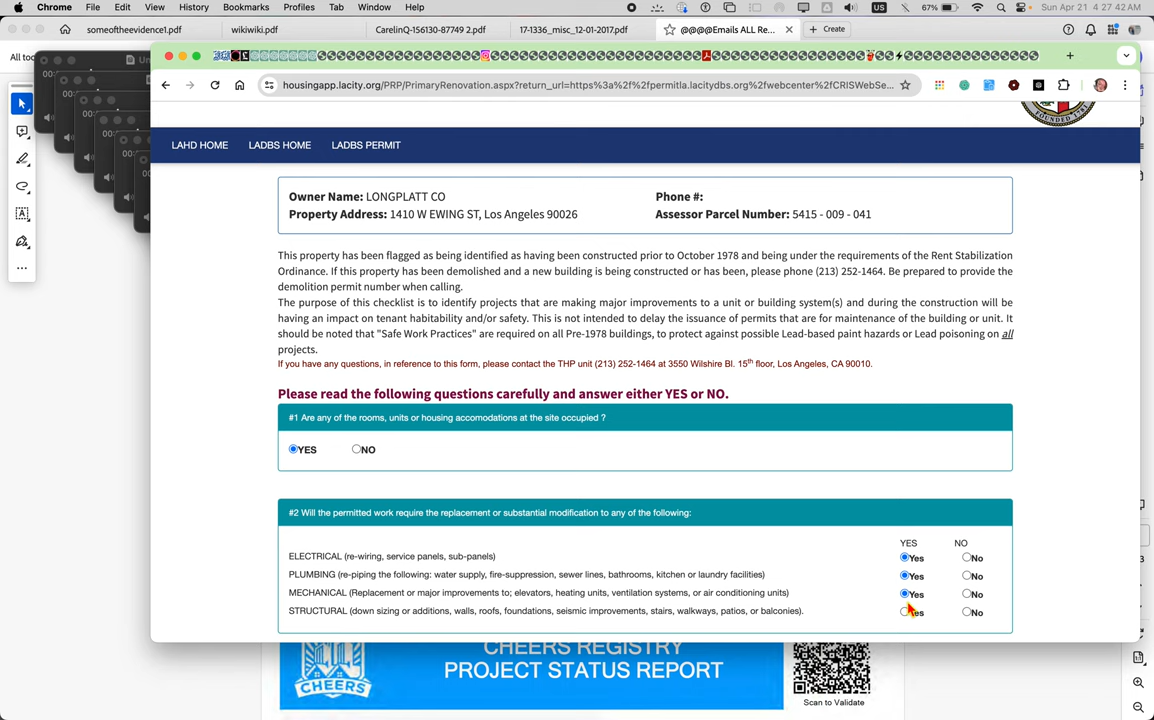 Chrome File Edit View History Bookmarks Profiles Tab Window Help US 67% Sun Apr 21 4 27 42 AM
someoftheevidence1.pdf wikiwiki.pdf CarelinQ-156130-87749 2.pdf 17-1336_misc_12-01-2017.pdf @@@@Emails ALL Re... + Create
All too
housingapp.lacity.org/PRP/PrimaryRenovation.aspx?return_url=https%3a%2f%2fpermitla.lacitydbs.org%2fwebcenter%2fCRISWebSe...
LAHD HOME LADBS HOME LADBS PERMIT
Owner Name: LONGPLATT CO Phone #:
Property Address: 1410 W EWING ST, Los Angeles 90026 Assessor Parcel Number: 5415 - 009 - 041
This property has been flagged as being identified as having been constructed prior to October 1978 and being under the requirements of the Rent Stabilization
Ordinance. If this property has been demolished and a new building is being constructed or has been, please phone (213) 252-1464. Be prepared to provide the
demolition permit number when calling.
The purpose of this checklist is to identify projects that are making major improvements to a unit or building system(s) and during the construction will be
having an impact on tenant habitability and/or safety. This is not intended to delay the issuance of permits that are for maintenance of the building or unit. It
should be noted that "Safe Work Practices" are required on all Pre-1978 buildings, to protect against possible Lead-based paint hazards or Lead poisoning on all
projects.
If you have any questions, in reference to this form, please contact the THP unit (213) 252-1464 at 3550 Wilshire Bl. 15th floor, Los Angeles, CA 90010.
Please read the following questions carefully and answer either YES or NO.
#1 Are any of the rooms, units or housing accomodations at the site occupied ?
YES NO
#2 Will the permitted work require the replacement or substantial modification to any of the following:
YES NO
ELECTRICAL (re-wiring, service panels, sub-panels) Yes No
PLUMBING (re-piping the following: water supply, fire-suppression, sewer lines, bathrooms, kitchen or laundry facilities) Yes No
MECHANICAL (Replacement or major improvements to; elevators, heating units, ventilation systems, or air conditioning units) Yes No
STRUCTURAL (down sizing or additions, walls, roofs, foundations, seismic improvements, stairs, walkways, patios, or balconies). Yes No
CHEERS REGISTRY
PROJECT STATUS REPORT
CHEERS
Scan to Validate